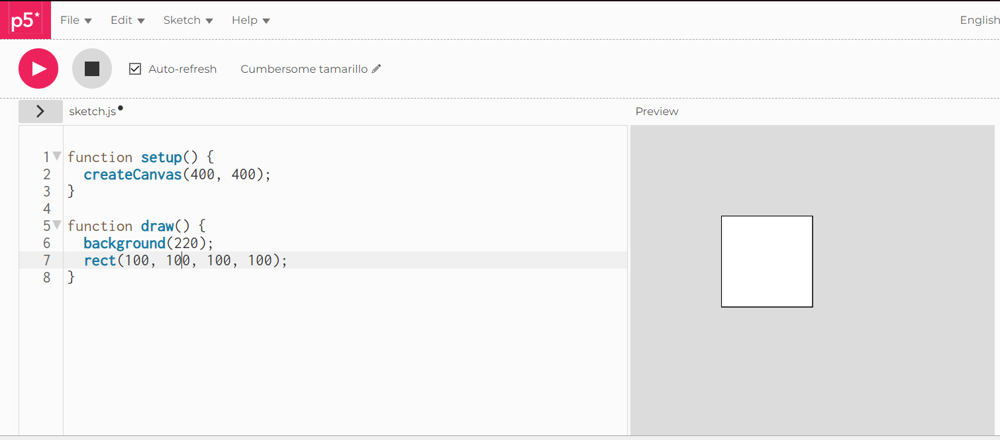 p5*
File Edit Sketch Help English
Auto-refresh Cumbersome tamarillo
sketch.js Preview
1 function setup() {
2   createCanvas(400, 400);
3 }
4
5 function draw() {
6   background(220);
7   rect(100, 100, 100, 100);
8 }